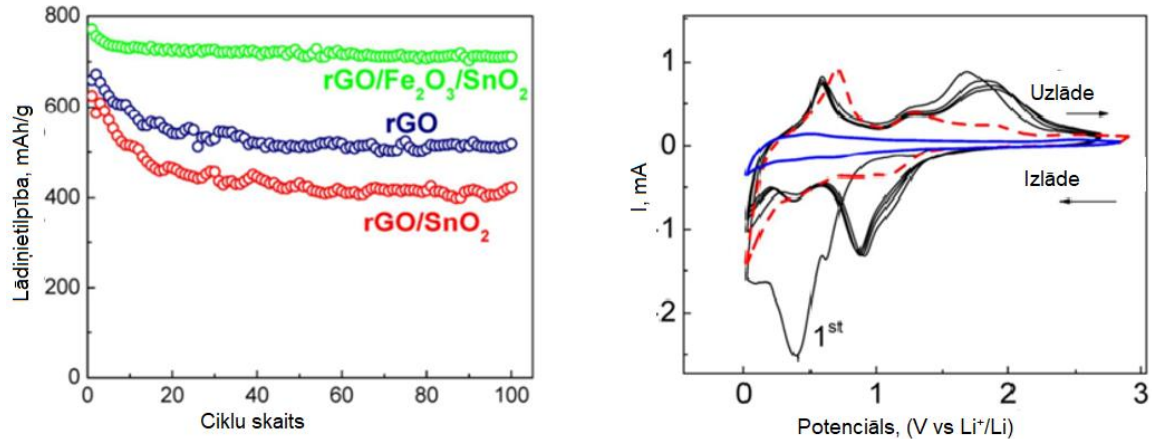 800
600
400
200
0
0 20 40 60 80 100
Lādiņietilpība, mAh/g
Ciklu skaits
rGO/Fe₂O₃/SnO₂
rGO
rGO/SnO₂
1
0
-1
-2
0 1 2 3
I, mA
Potenciāls, (V vs Li⁺/Li)
Uzlāde
Izlāde
1st